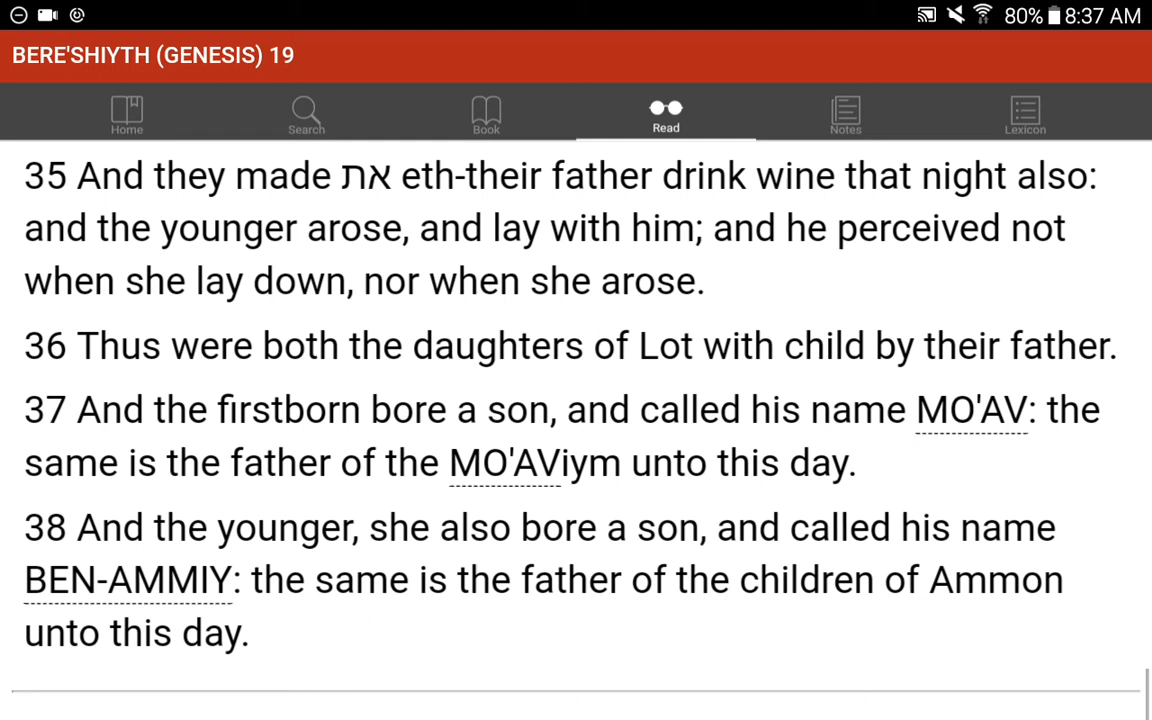 80% 8:37 AM
BERE'SHIYTH (GENESIS) 19
Home Search Book Read Notes Lexicon
35 And they made את eth-their father drink wine that night also:
and the younger arose, and lay with him; and he perceived not
when she lay down, nor when she arose.
36 Thus were both the daughters of Lot with child by their father.
37 And the firstborn bore a son, and called his name MO'AV: the
same is the father of the MO'AViym unto this day.
38 And the younger, she also bore a son, and called his name
BEN-AMMIY: the same is the father of the children of Ammon
unto this day.